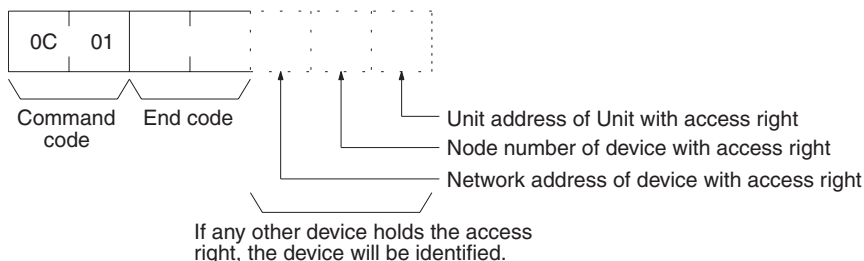 0C 01
Command
code
End code
Unit address of Unit with access right
Node number of device with access right
Network address of device with access right
If any other device holds the access
right, the device will be identified.